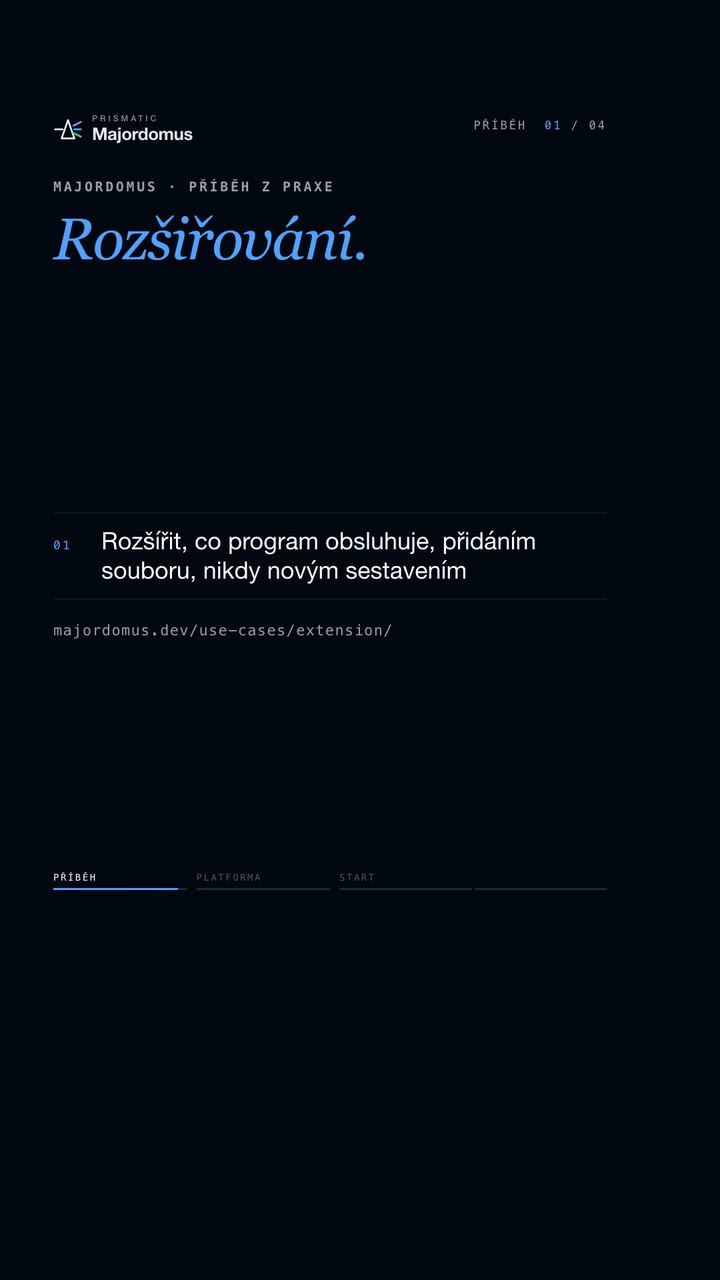 PRISMATIC
Majordomus
PŘÍBĚH 01 / 04
MAJORDOMUS · PŘÍBĚH Z PRAXE
Rozšiřování.
01 Rozšířit, co program obsluhuje, přidáním
souboru, nikdy novým sestavením
majordomus.dev/use-cases/extension/
PŘÍBĚH PLATFORMA START